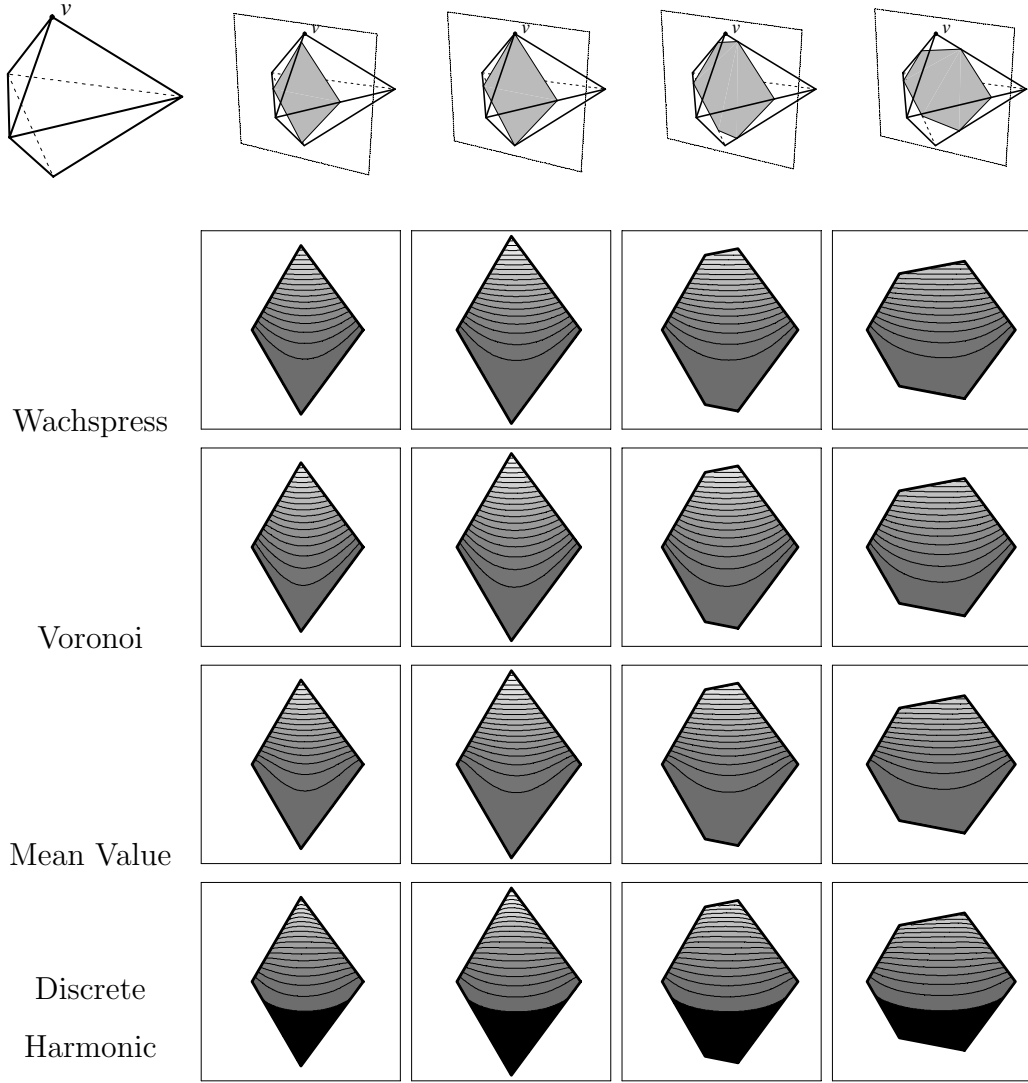 v
v
v
v
v
Wachspress
Voronoi
Mean Value
Discrete
Harmonic